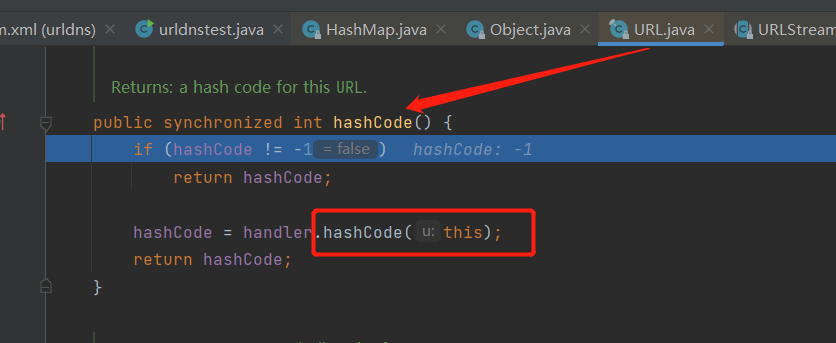 m.xml (urldns) × urldnstest.java × HashMap.java × Object.java × URL.java × URLStream
Returns: a hash code for this URL.
public synchronized int hashCode() {
if (hashCode != -1 = false) hashCode: -1
return hashCode;
hashCode = handler.hashCode( u: this);
return hashCode;
}